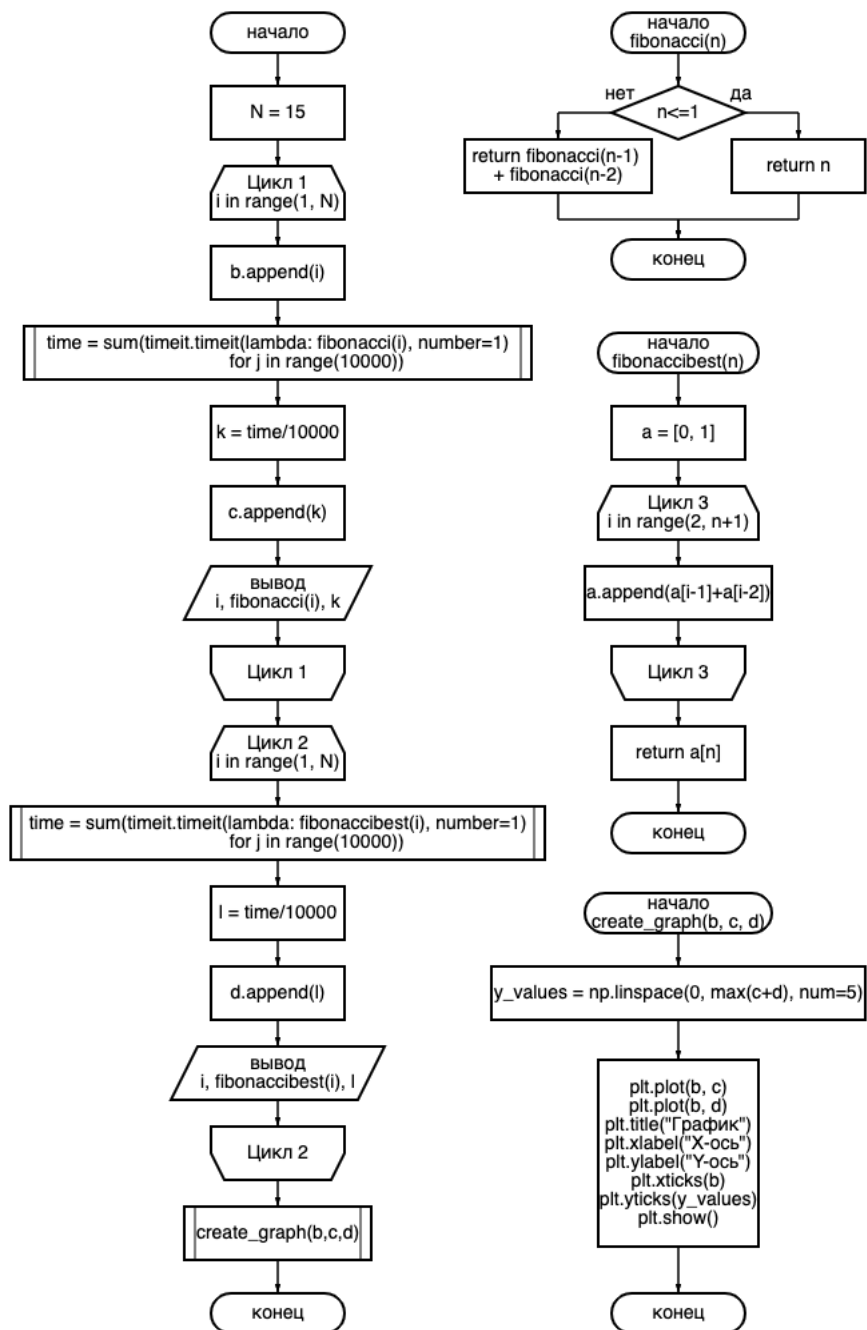 начало
N = 15
Цикл 1
i in range(1, N)
b.append(i)
time = sum(timeit.timeit(lambda: fibonacci(i), number=1)
for j in range(10000))
k = time/10000
c.append(k)
вывод
i, fibonacci(i), k
Цикл 1
Цикл 2
i in range(1, N)
time = sum(timeit.timeit(lambda: fibonaccibest(i), number=1)
for j in range(10000))
l = time/10000
d.append(l)
вывод
i, fibonaccibest(i), l
Цикл 2
create_graph(b,c,d)
конец
начало
fibonacci(n)
нет
да
n<=1
return fibonacci(n-1)
+ fibonacci(n-2)
return n
конец
начало
fibonaccibest(n)
a = [0, 1]
Цикл 3
i in range(2, n+1)
a.append(a[i-1]+a[i-2])
Цикл 3
return a[n]
конец
начало
create_graph(b, c, d)
y_values = np.linspace(0, max(c+d), num=5)
plt.plot(b, c)
plt.plot(b, d)
plt.title("График")
plt.xlabel("X-ось")
plt.ylabel("Y-ось")
plt.xticks(b)
plt.yticks(y_values)
plt.show()
конец